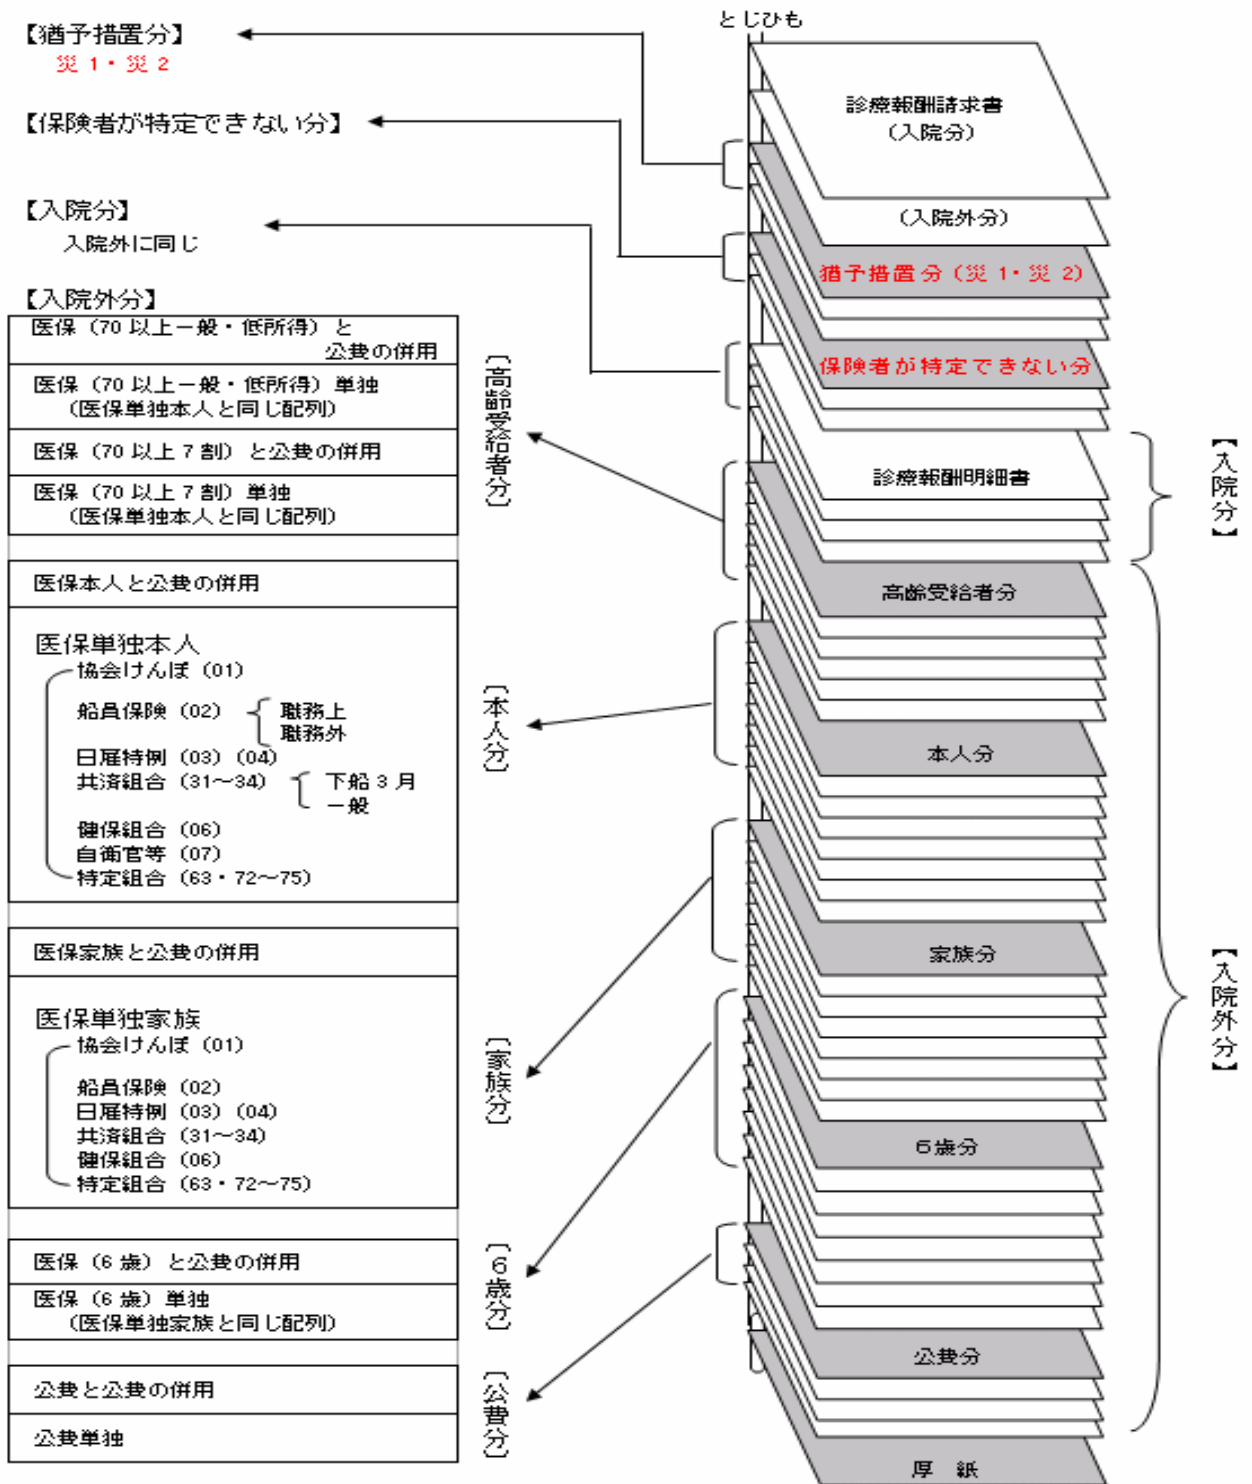 【猶予措置分】
災1・災2
【保険者が特定できない分】
【入院分】
入院外に同じ
【入院外分】
医保（70以上一般・低所得）と
公費の併用
医保（70以上一般・低所得）単独
（医保単独本人と同じ配列）
医保（70以上7割）と公費の併用
医保（70以上7割）単独
（医保単独本人と同じ配列）
医保本人と公費の併用
医保単独本人
協会けんぽ（01）
船員保険（02）
職務上
職務外
日雇特例（03）（04）
共済組合（31～34）
下船3月
一般
健保組合（06）
自衛官等（07）
特定組合（63・72～75）
医保家族と公費の併用
医保単独家族
協会けんぽ（01）
船員保険（02）
日雇特例（03）（04）
共済組合（31～34）
健保組合（06）
特定組合（63・72～75）
医保（6歳）と公費の併用
医保（6歳）単独
（医保単独家族と同じ配列）
公費と公費の併用
公費単独
〔高齢受給者分〕
〔本人分〕
〔家族分〕
〔6歳分〕
〔公費分〕
とじひも
診療報酬請求書
（入院分）
（入院外分）
猶予措置分（災1・災2）
保険者が特定できない分
診療報酬明細書
高齢受給者分
本人分
家族分
6歳分
公費分
厚 紙
【入院分】
【入院外分】